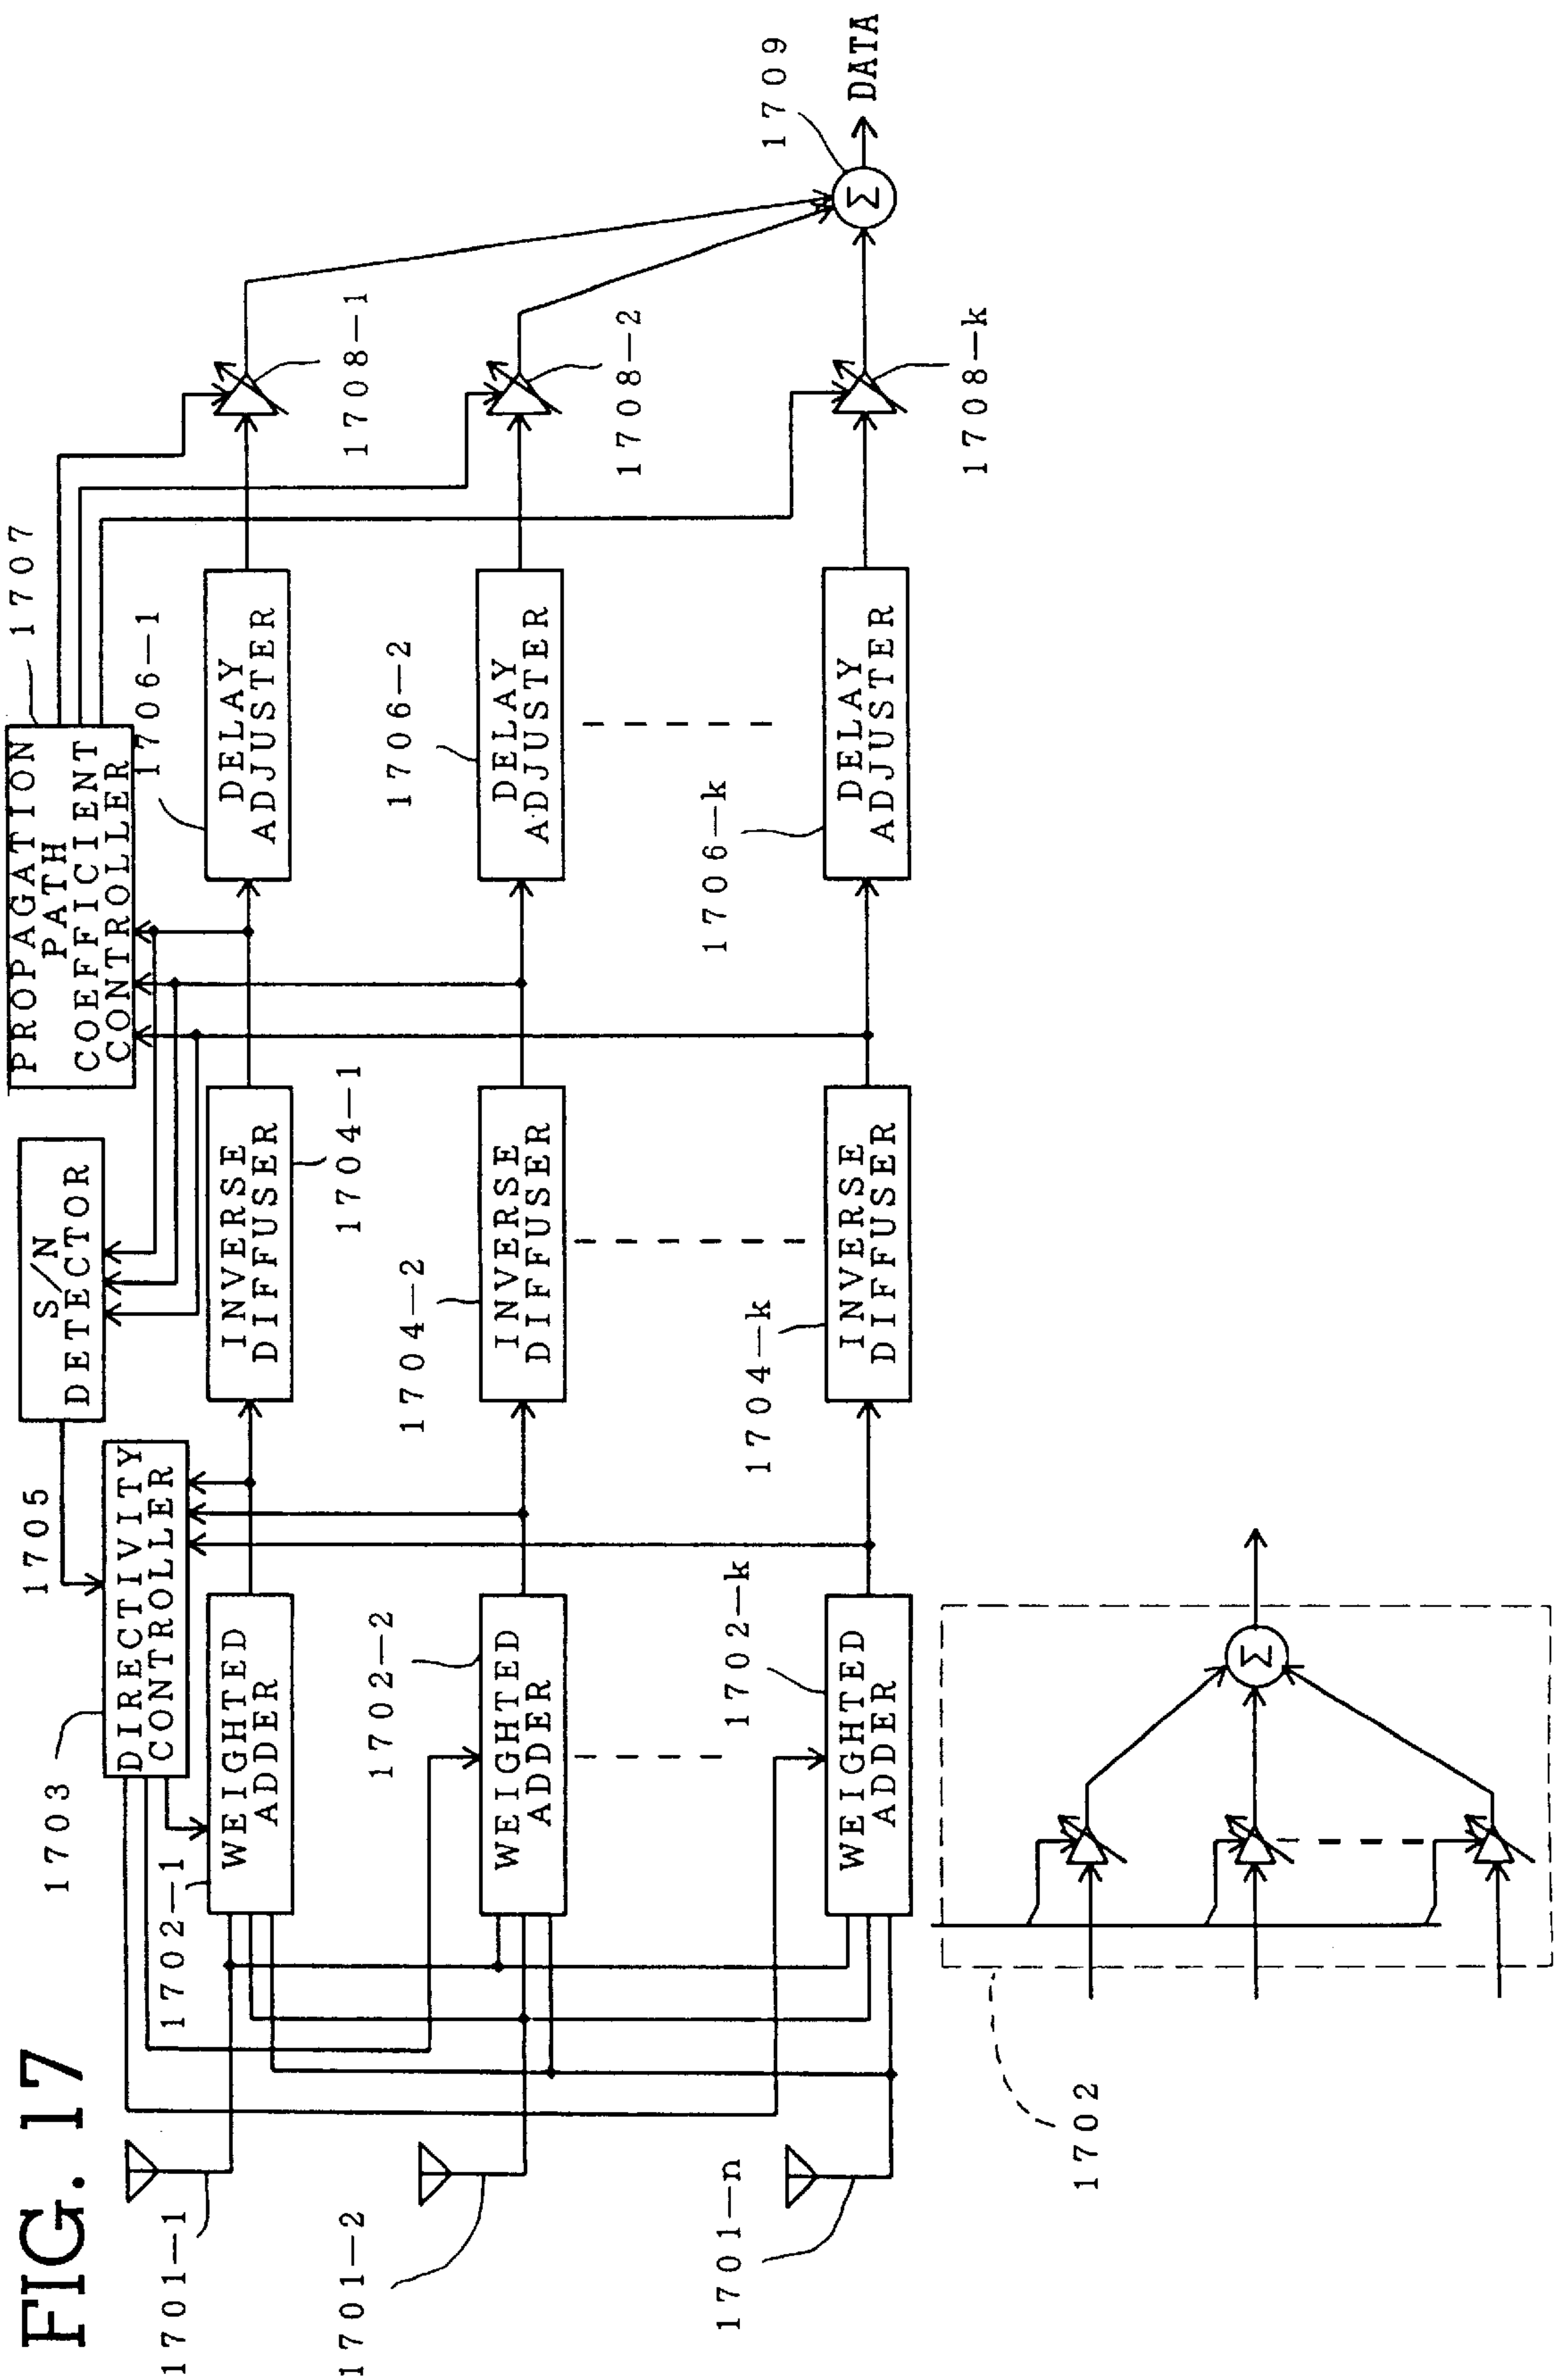 FIG. 17
1701-1
1701-2
1701-n
1703
DIRECTIVITY
CONTROLLER
1705
S/N
DETECTOR
PROPAGATION
PATH
COEFFICIENT
CONTROLLER
1707
1702-1
WEIGHTED
ADDER
INVERSE
DIFFUSER
1704-1
1706-1
DELAY
ADJUSTER
1708-1
1702-2
WEIGHTED
ADDER
1704-2
INVERSE
DIFFUSER
1706-2
DELAY
ADJUSTER
1708-2
1702-k
WEIGHTED
ADDER
1704-k
INVERSE
DIFFUSER
1706-k
DELAY
ADJUSTER
1708-k
1709
Σ
DATA
1702
Σ